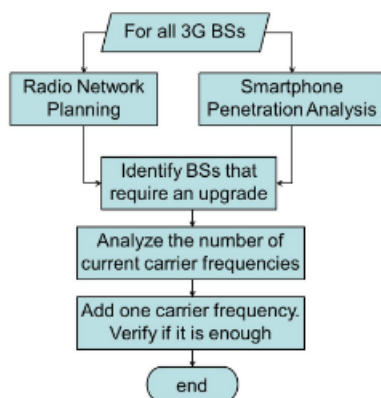 For all 3G BSs
Radio Network
Planning
Smartphone
Penetration Analysis
Identify BSs that
require an upgrade
Analyze the number of
current carrier frequencies
Add one carrier frequency.
Verify if it is enough
end